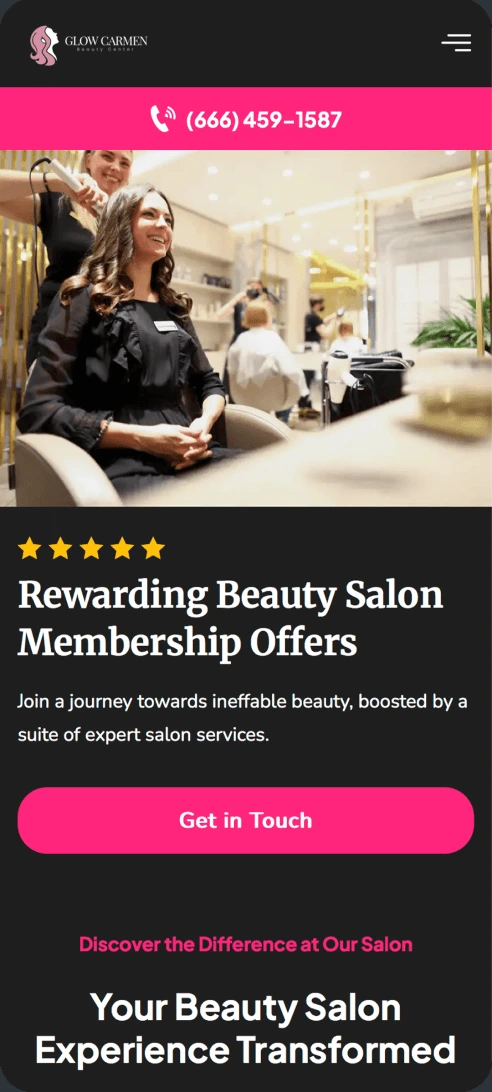 GLOW CARMEN
Beauty Center
(666) 459-1587
Rewarding Beauty Salon
Membership Offers
Join a journey towards ineffable beauty, boosted by a
suite of expert salon services.
Get in Touch
Discover the Difference at Our Salon
Your Beauty Salon
Experience Transformed